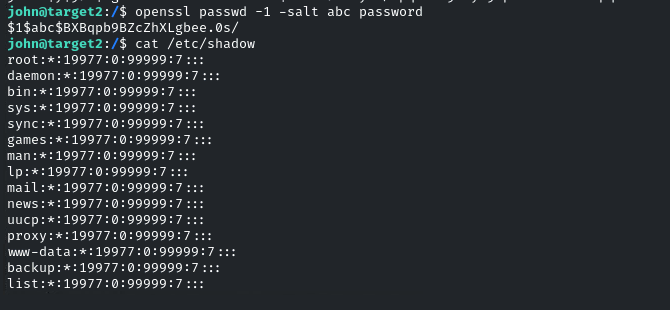 john@target2:/$ openssl passwd -1 -salt abc password
$1$abc$BXBqpb9BZcZhXLgbee.0s/
john@target2:/$ cat /etc/shadow
root:*:19977:0:99999:7:::
daemon:*:19977:0:99999:7:::
bin:*:19977:0:99999:7:::
sys:*:19977:0:99999:7:::
sync:*:19977:0:99999:7:::
games:*:19977:0:99999:7:::
man:*:19977:0:99999:7:::
lp:*:19977:0:99999:7:::
mail:*:19977:0:99999:7:::
news:*:19977:0:99999:7:::
uucp:*:19977:0:99999:7:::
proxy:*:19977:0:99999:7:::
www-data:*:19977:0:99999:7:::
backup:*:19977:0:99999:7:::
list:*:19977:0:99999:7:::